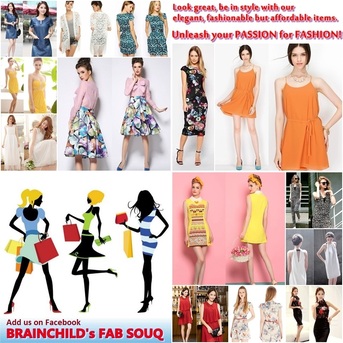 Look great, be in style with our
elegant, fashionable but affordable items.
Unleash your PASSION for FASHION!
Add us on Facebook
BRAINCHILD's FAB SOUQ